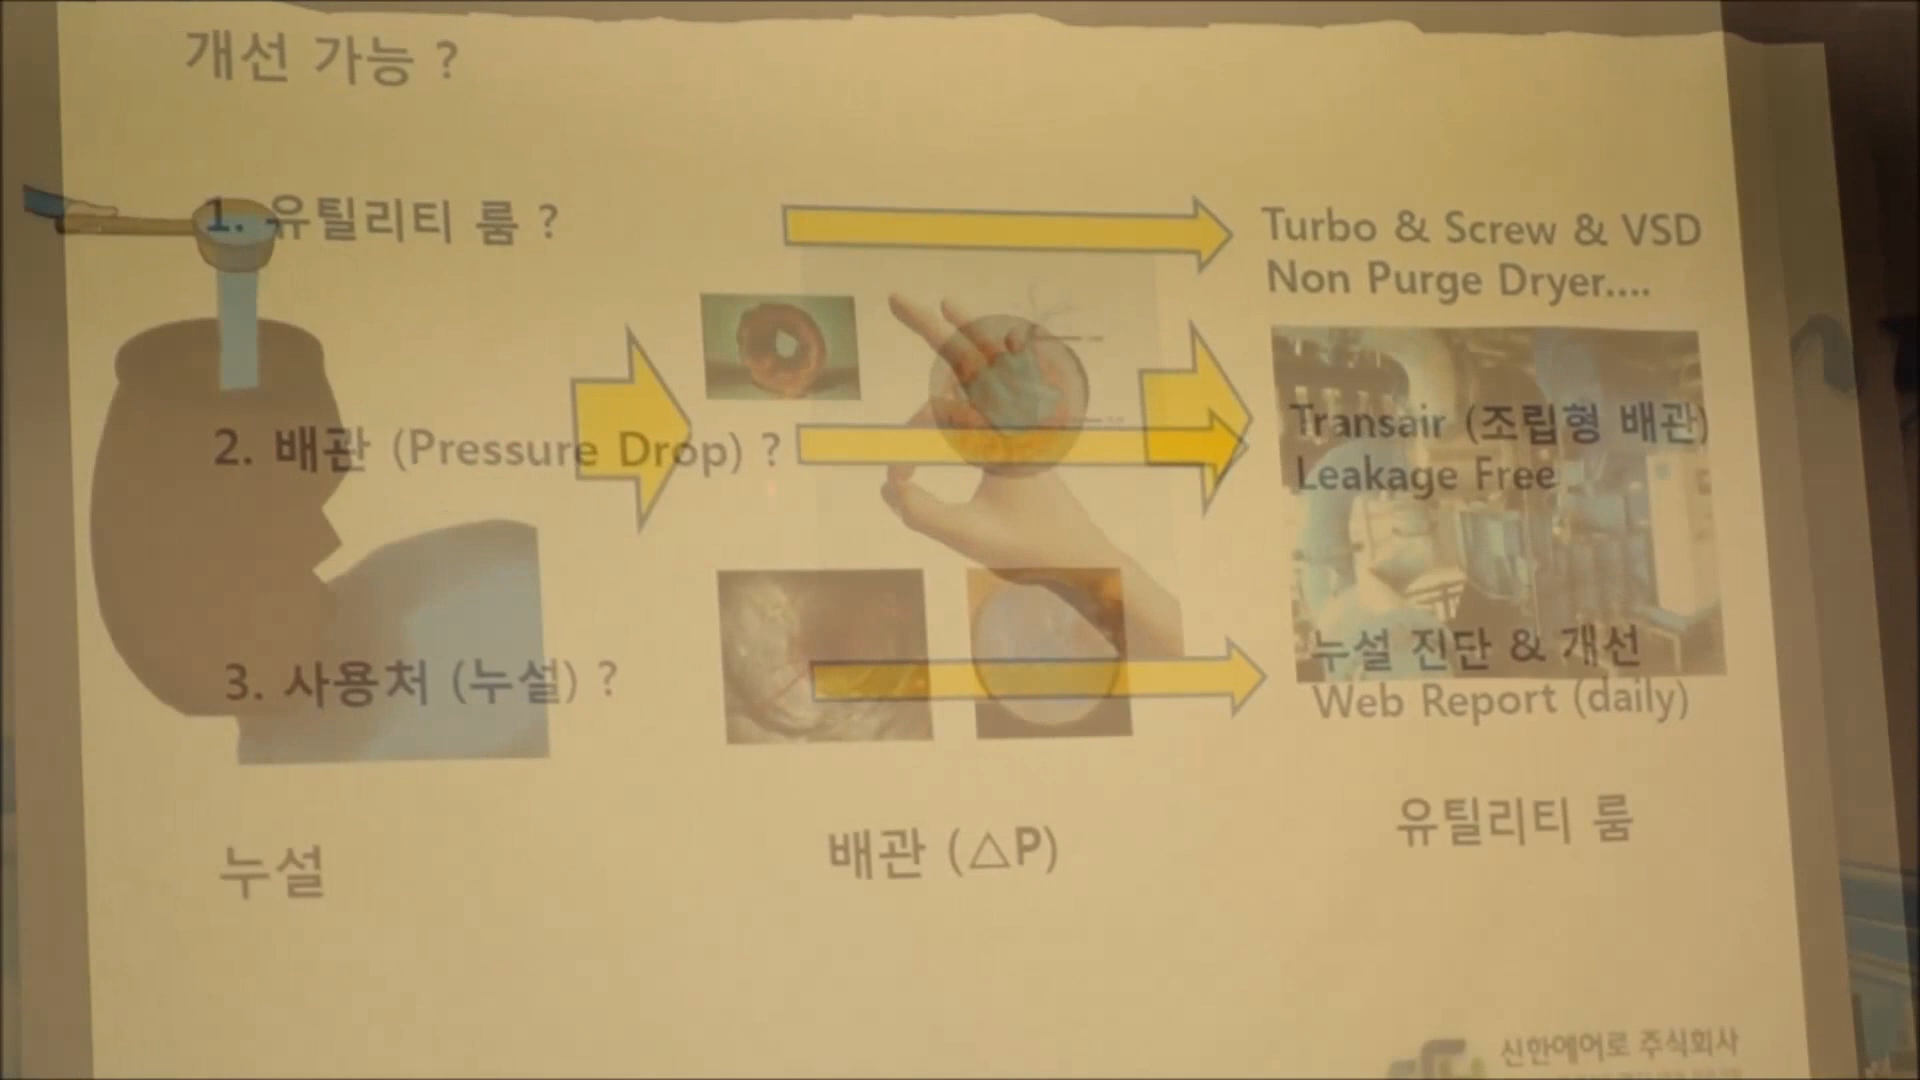 개선 가능 ?
1. 유틸리티 룸 ?
Turbo & Screw & VSD
Non Purge Dryer....
2. 배관 (Pressure Drop) ?
Transair (조립형 배관)
Leakage Free
3. 사용처 (누설) ?
누설 진단 & 개선
Web Report (daily)
누설
배관 (△P)
유틸리티 룸
신한에어로 주식회사